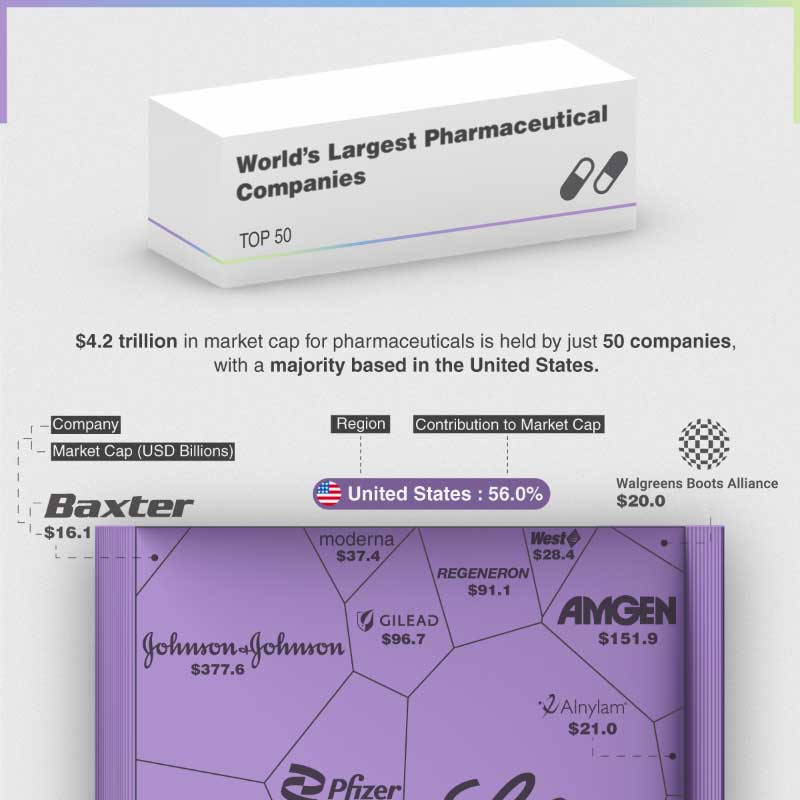 World's Largest Pharmaceutical
Companies
TOP 50
$4.2 trillion in market cap for pharmaceuticals is held by just 50 companies,
with a majority based in the United States.
Company
Market Cap (USD Billions)
Region
Contribution to Market Cap
United States : 56.0%
Walgreens Boots Alliance
$20.0
Baxter
$16.1
moderna
$37.4
West
$28.4
REGENERON
$91.1
AMGEN
$151.9
GILEAD
$96.7
Johnson&Johnson
$377.6
Alnylam
$21.0
Pfizer